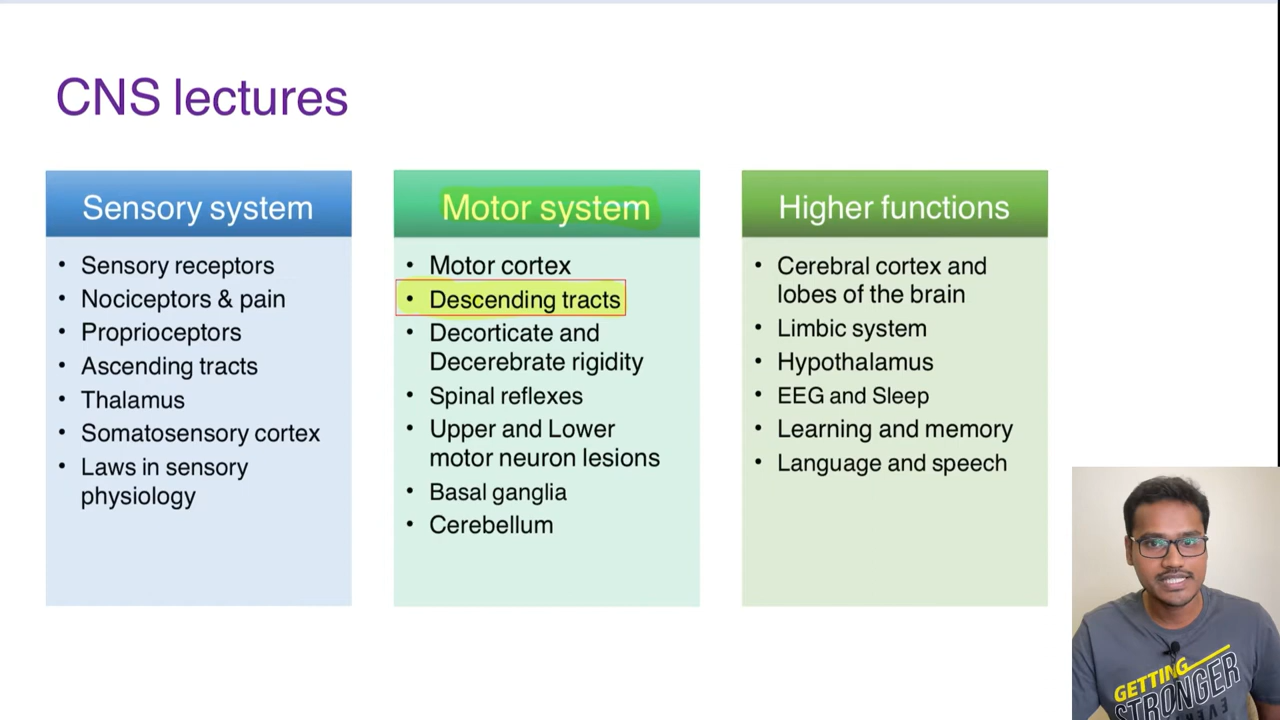 CNS lectures
Sensory system
• Sensory receptors
• Nociceptors & pain
• Proprioceptors
• Ascending tracts
• Thalamus
• Somatosensory cortex
• Laws in sensory
physiology
Motor system
• Motor cortex
• Descending tracts
• Decorticate and
Decerebrate rigidity
• Spinal reflexes
• Upper and Lower
motor neuron lesions
• Basal ganglia
• Cerebellum
Higher functions
• Cerebral cortex and
lobes of the brain
• Limbic system
• Hypothalamus
• EEG and Sleep
• Learning and memory
• Language and speech
GETTING
STRONGER